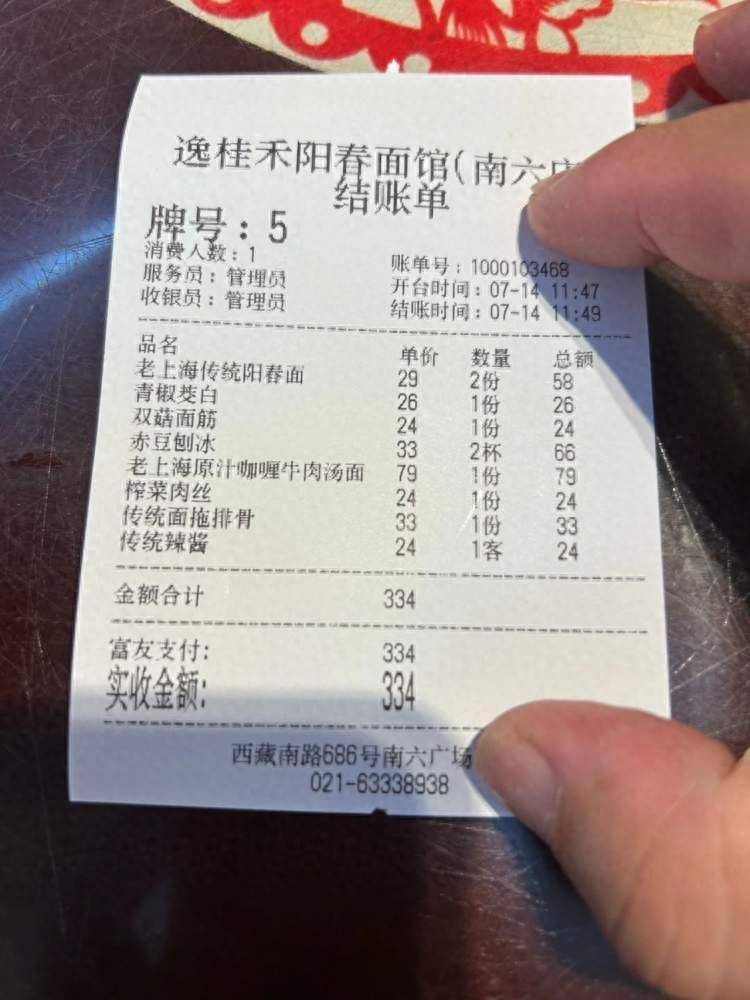 逸桂禾阳春面馆(南六
结账单
牌号：5
消费人数：1
账单号：1000103468
服务员：管理员
开台时间：07-14 11:47
收银员：管理员
结账时间：07-14 11:49
品名 单价 数量 总额
老上海传统阳春面 29 2份 58
青椒茭白 26 1份 26
双菇面筋 24 1份 24
赤豆刨冰 33 2杯 66
老上海原汁咖喱牛肉汤面 79 1份 79
榨菜肉丝 24 1份 24
传统面拖排骨 33 1份 33
传统辣酱 24 1客 24
金额合计 334
富友支付: 334
实收金额: 334
西藏南路686号南六广场
021-63338938